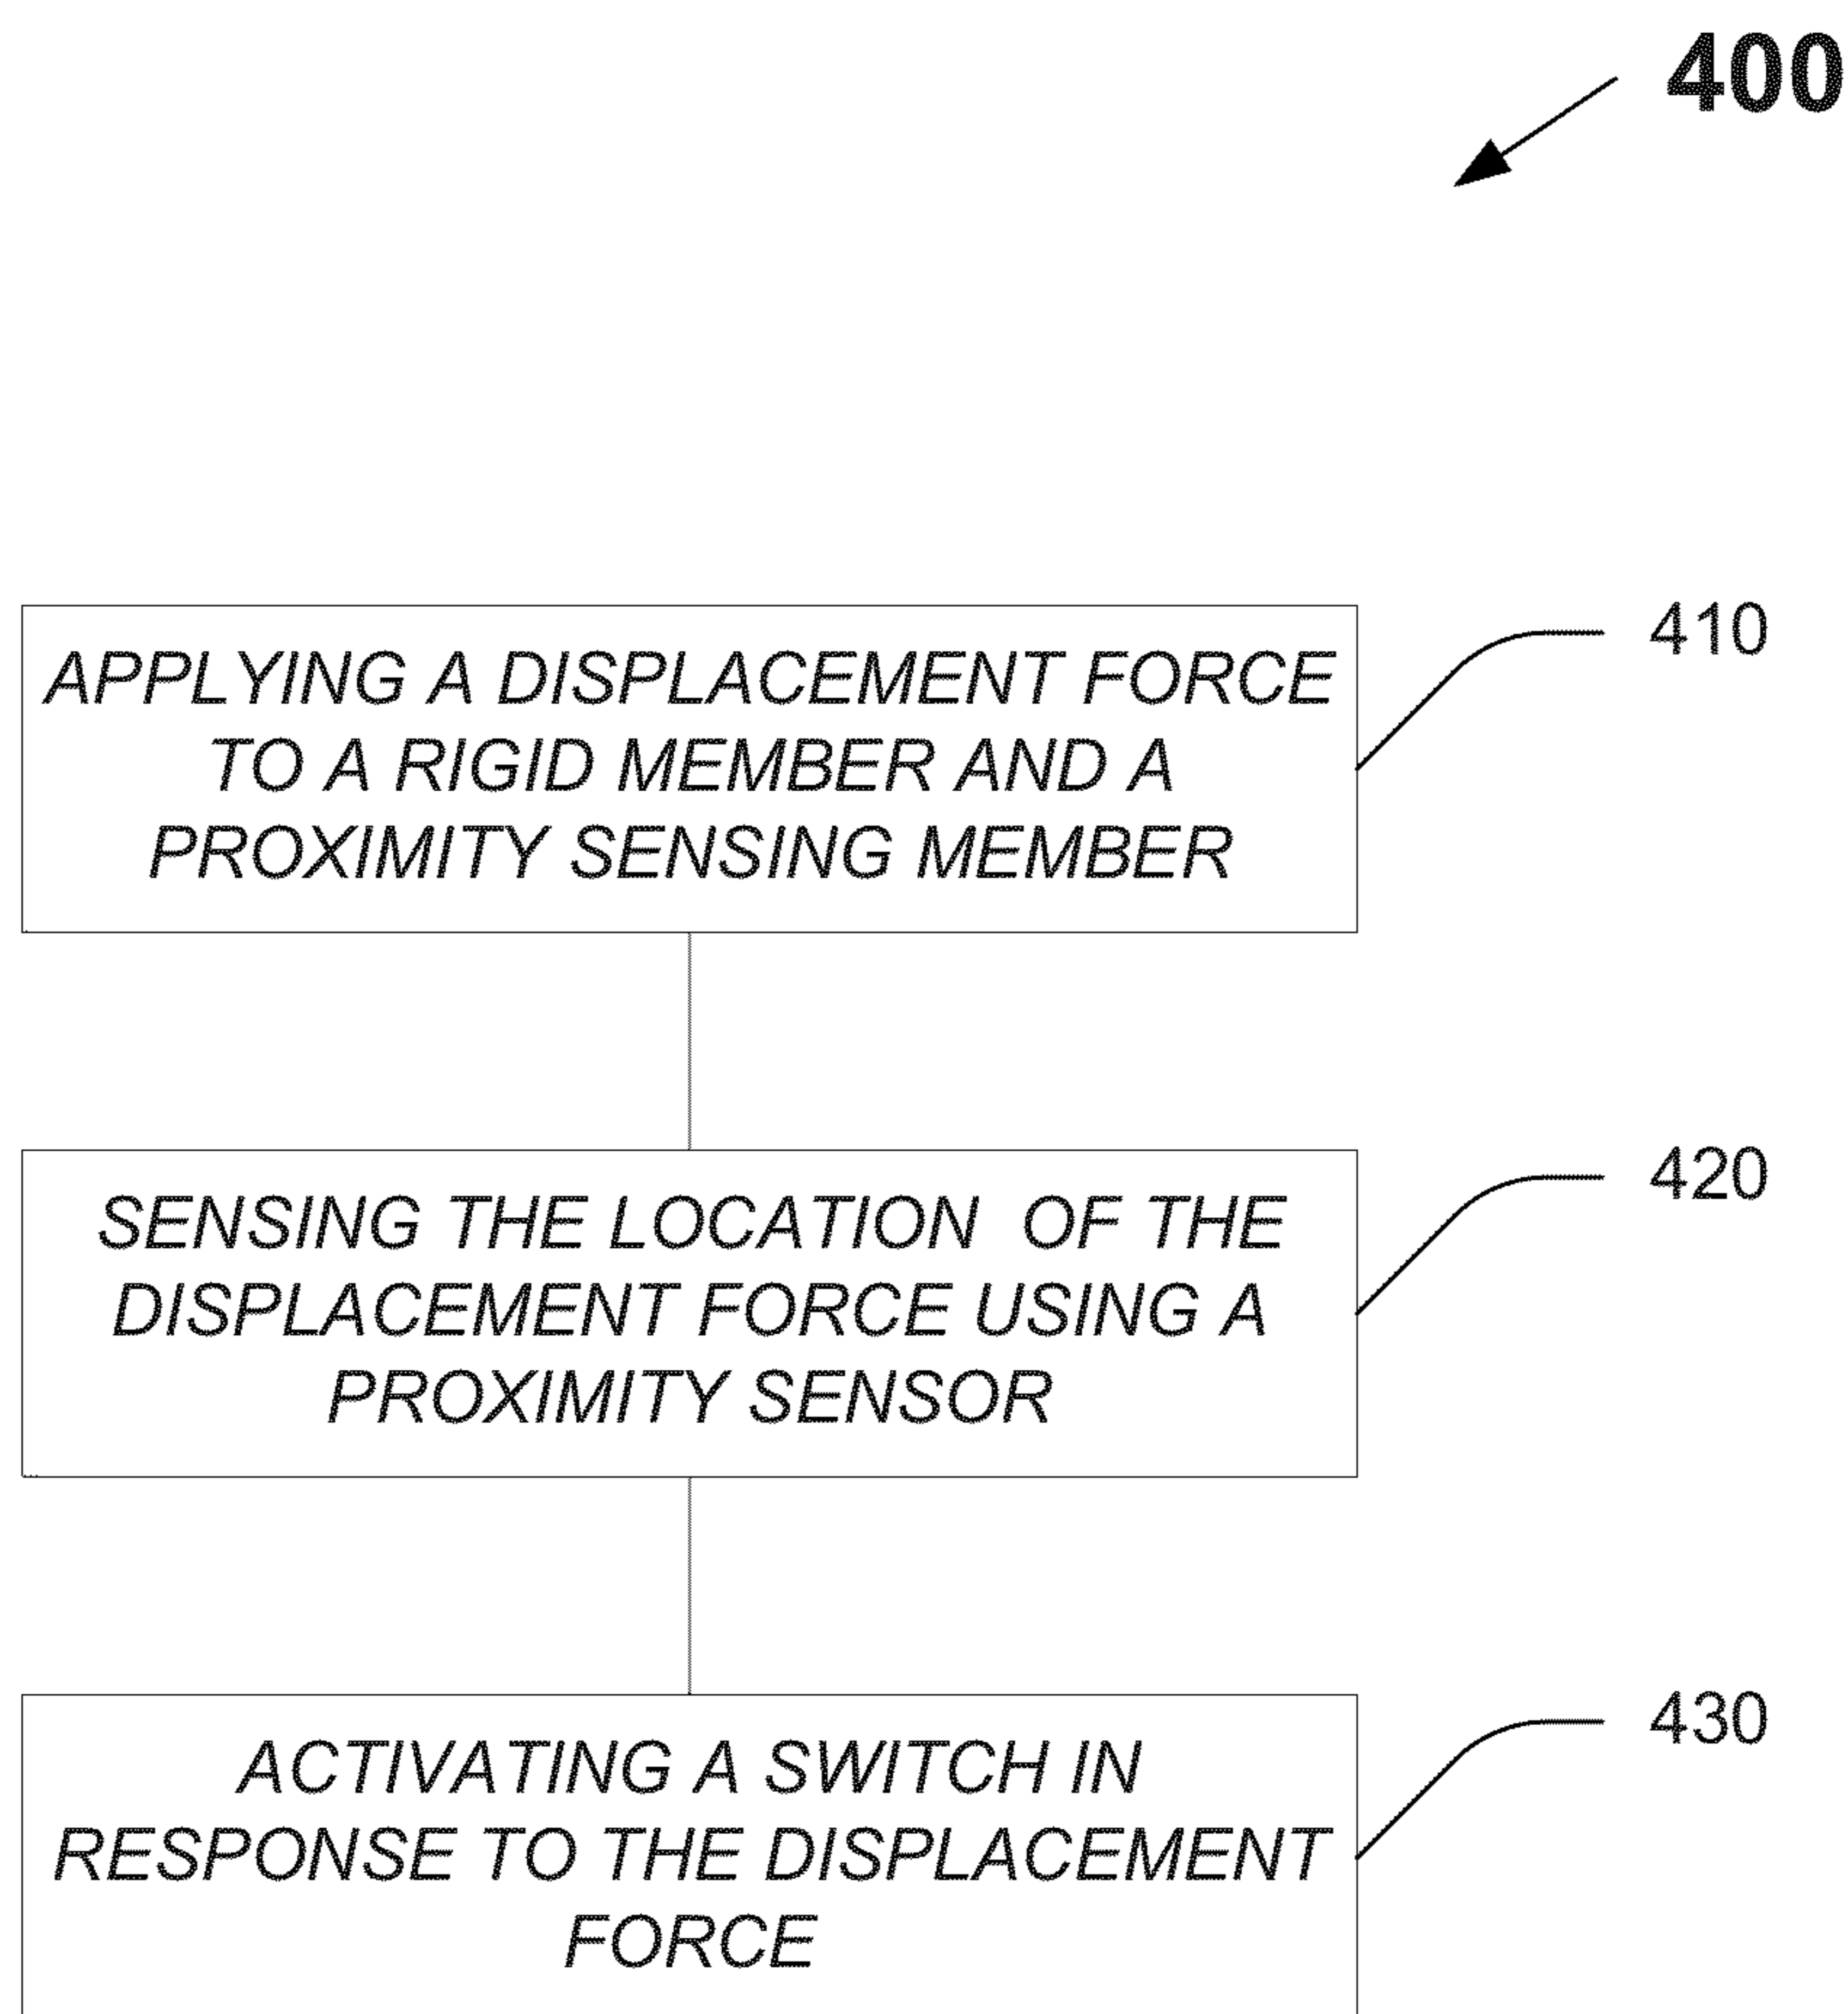 400
410
APPLYING A DISPLACEMENT FORCE
TO A RIGID MEMBER AND A
PROXIMITY SENSING MEMBER
420
SENSING THE LOCATION OF THE
DISPLACEMENT FORCE USING A
PROXIMITY SENSOR
430
ACTIVATING A SWITCH IN
RESPONSE TO THE DISPLACEMENT
FORCE